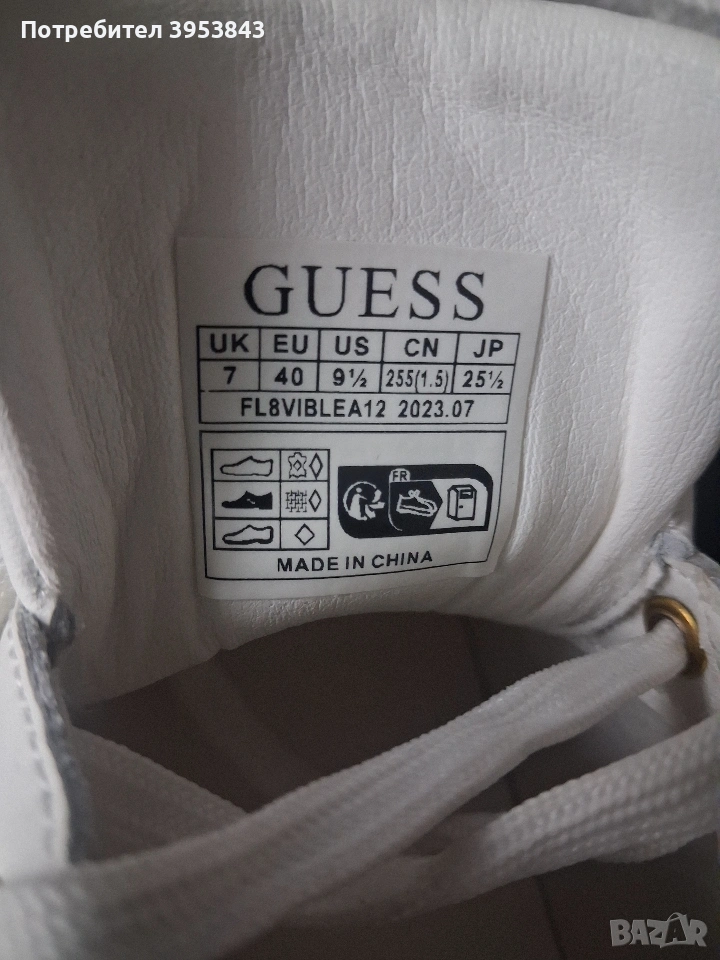 Потребител 3953843
GUESS
UK EU US CN JP
7 40 9½ 255(1.5) 25½
FL8VIBLEA12 2023.07
FR
MADE IN CHINA
BAZAR